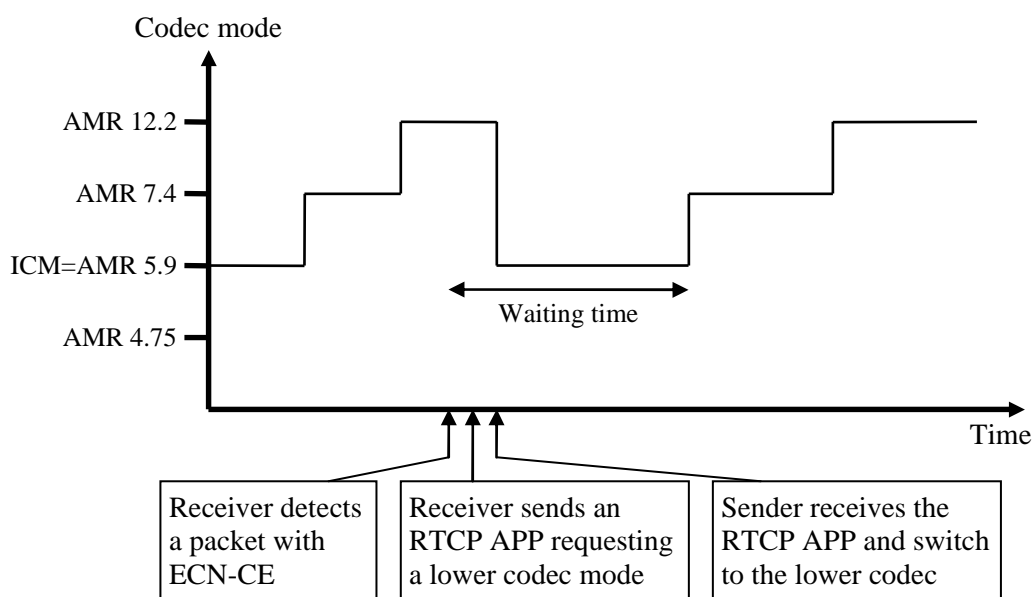 Codec mode
AMR 12.2
AMR 7.4
ICM=AMR 5.9
AMR 4.75
Waiting time
Time
Receiver detects
a packet with
ECN-CE
Receiver sends an
RTCP APP requesting
a lower codec mode
Sender receives the
RTCP APP and switch
to the lower codec